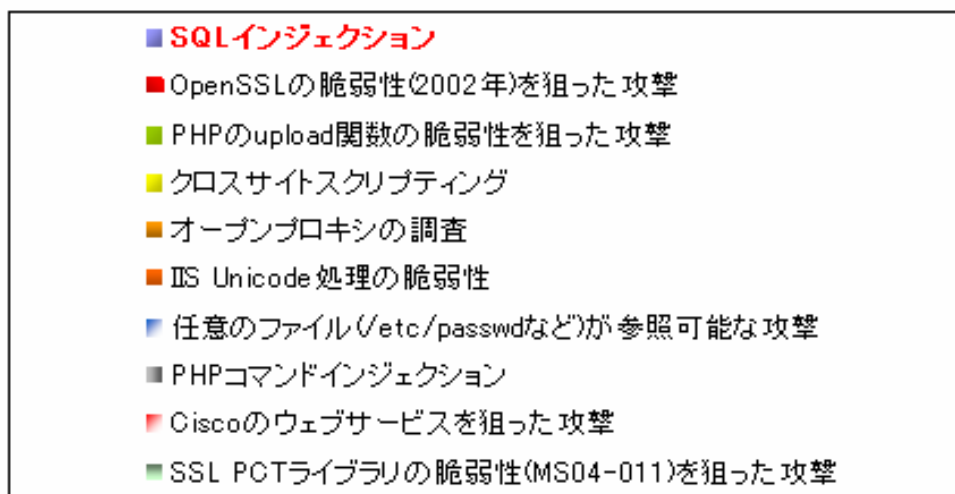 SQLインジェクション
OpenSSLの脆弱性(2002年)を狙った攻撃
PHPのupload関数の脆弱性を狙った攻撃
クロスサイトスクリプティング
オープンプロキシの調査
IIS Unicode処理の脆弱性
任意のファイル(/etc/passwdなど)が参照可能な攻撃
PHPコマンドインジェクション
Ciscoのウェブサービスを狙った攻撃
SSL PCTライブラリの脆弱性(MS04-011)を狙った攻撃